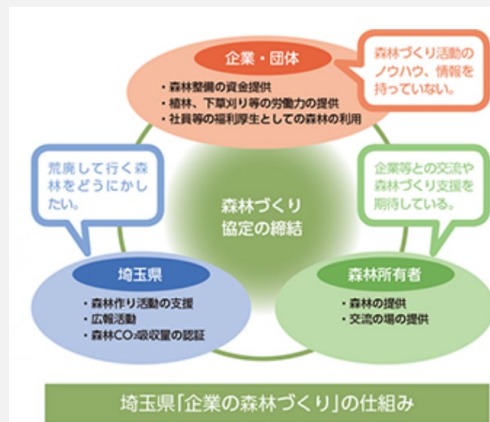 企業・団体
・森林整備の資金提供
・植林、下草刈り等の労働力の提供
・社員等の福利厚生としての森林の利用
森林づくり活動の
ノウハウ、情報を
持っていない。
荒廃して行く森
林をどうにかし
たい。
企業等との交流や
森林づくり支援を
期待している。
森林づくり
協定の締結
埼玉県
・森林作り活動の支援
・広報活動
・森林CO₂吸収量の認証
森林所有者
・森林の提供
・交流の場の提供
埼玉県「企業の森林づくり」の仕組み